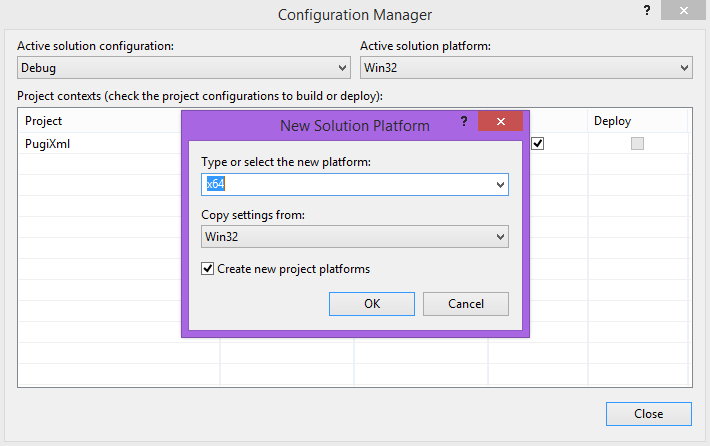 Configuration Manager
?
Active solution configuration:
Active solution platform:
Debug
Win32
Project contexts (check the project configurations to build or deploy):
Project
Deploy
PugiXml
New Solution Platform
?
Type or select the new platform:
x64
Copy settings from:
Win32
Create new project platforms
OK
Cancel
Close